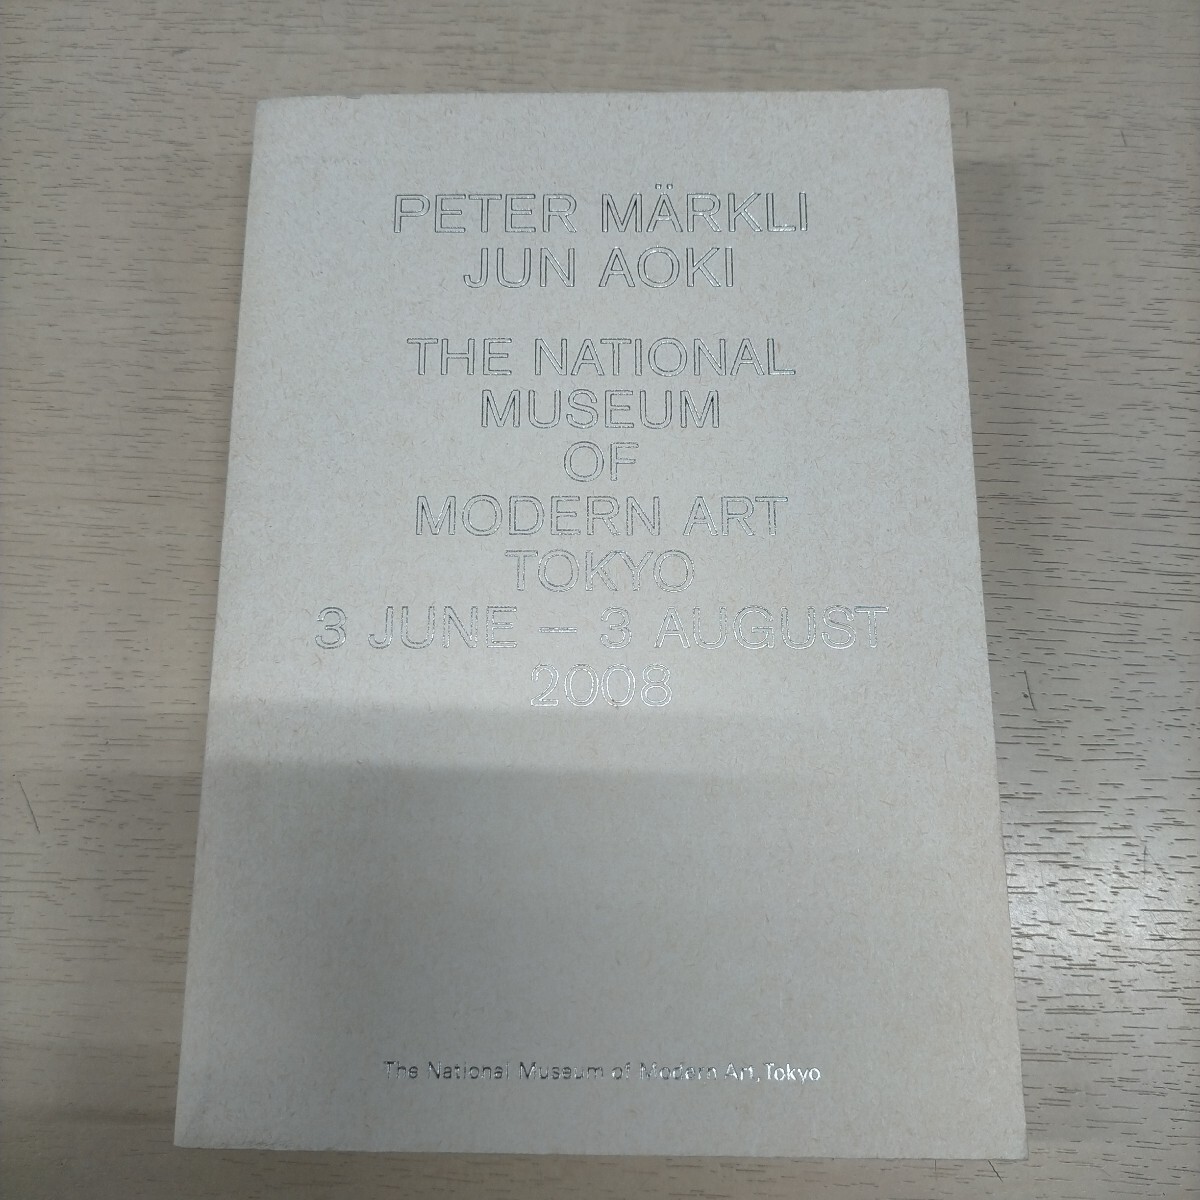 PETER MÄRKLI
JUN AOKI
THE NATIONAL
MUSEUM
OF
MODERN ART
TOKYO
3 JUNE – 3 AUGUST
2008
The National Museum of Modern Art, Tokyo